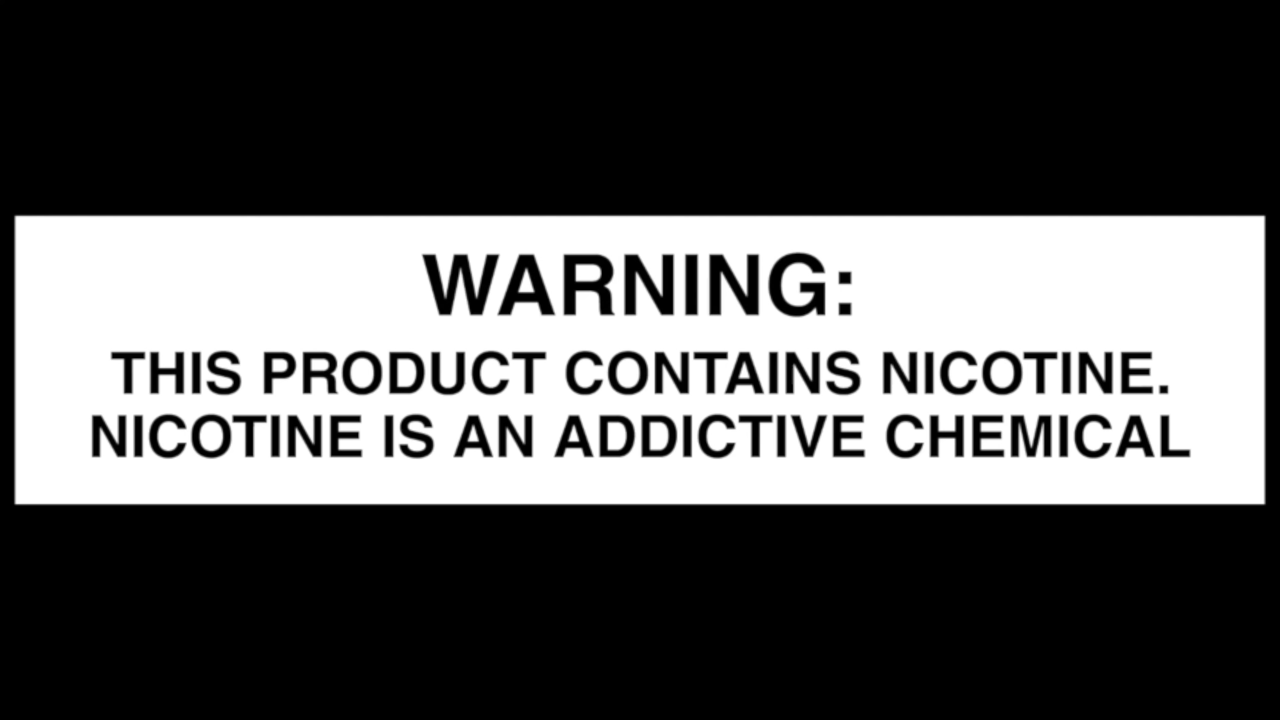 WARNING:
THIS PRODUCT CONTAINS NICOTINE.
NICOTINE IS AN ADDICTIVE CHEMICAL